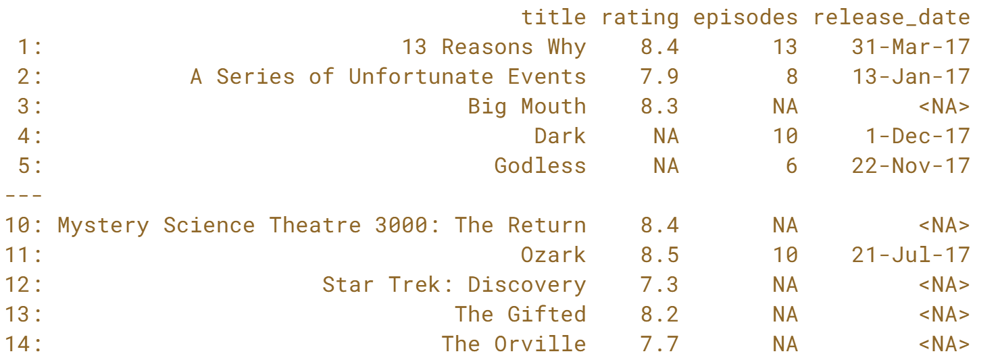 title rating episodes release_date
1: 13 Reasons Why 8.4 13 31-Mar-17
2: A Series of Unfortunate Events 7.9 8 13-Jan-17
3: Big Mouth 8.3 NA <NA>
4: Dark NA 10 1-Dec-17
5: Godless NA 6 22-Nov-17
---
10: Mystery Science Theatre 3000: The Return 8.4 NA <NA>
11: Ozark 8.5 10 21-Jul-17
12: Star Trek: Discovery 7.3 NA <NA>
13: The Gifted 8.2 NA <NA>
14: The Orville 7.7 NA <NA>